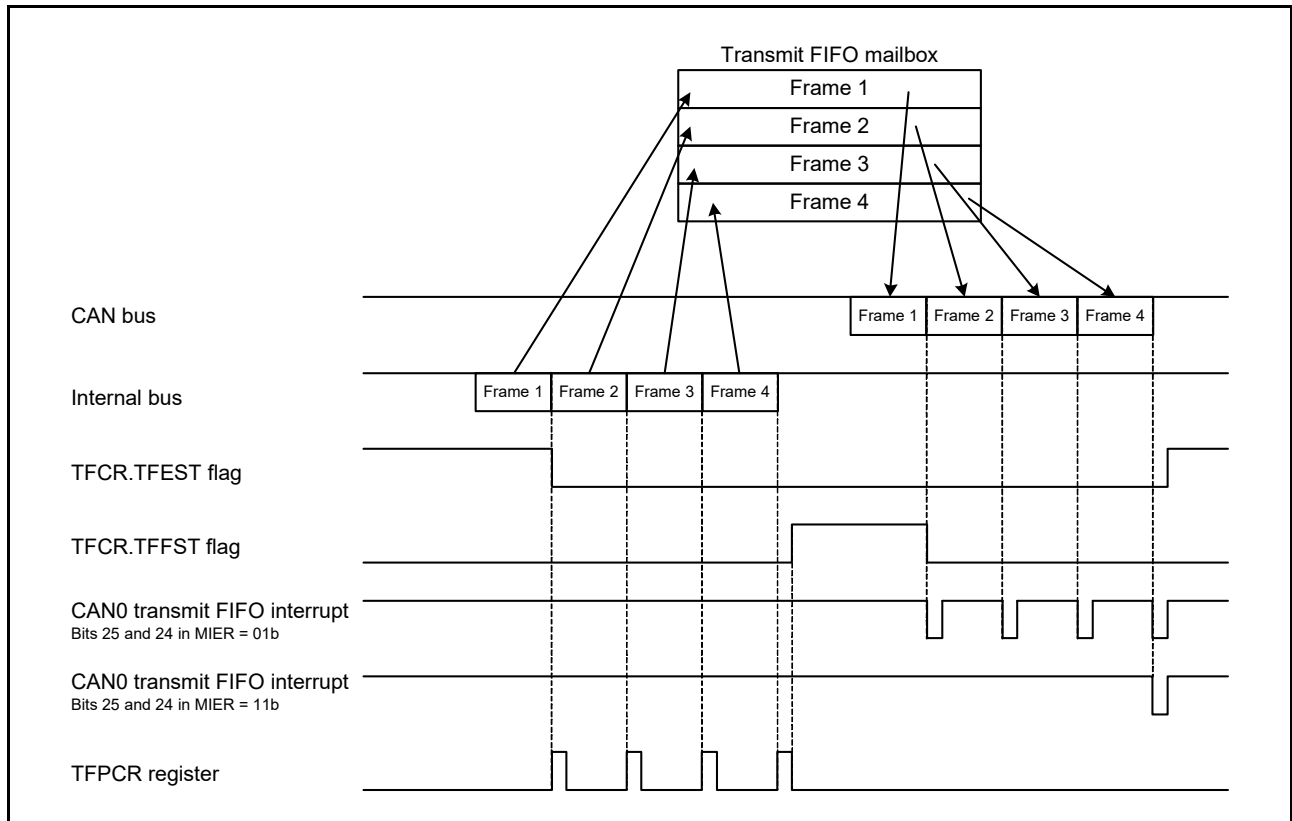 Transmit FIFO mailbox
Frame 1
Frame 2
Frame 3
Frame 4
CAN bus
Frame 1 Frame 2 Frame 3 Frame 4
Internal bus
Frame 1 Frame 2 Frame 3 Frame 4
TFCR.TFEST flag
TFCR.TFFST flag
CAN0 transmit FIFO interrupt
Bits 25 and 24 in MIER = 01b
CAN0 transmit FIFO interrupt
Bits 25 and 24 in MIER = 11b
TFPCR register